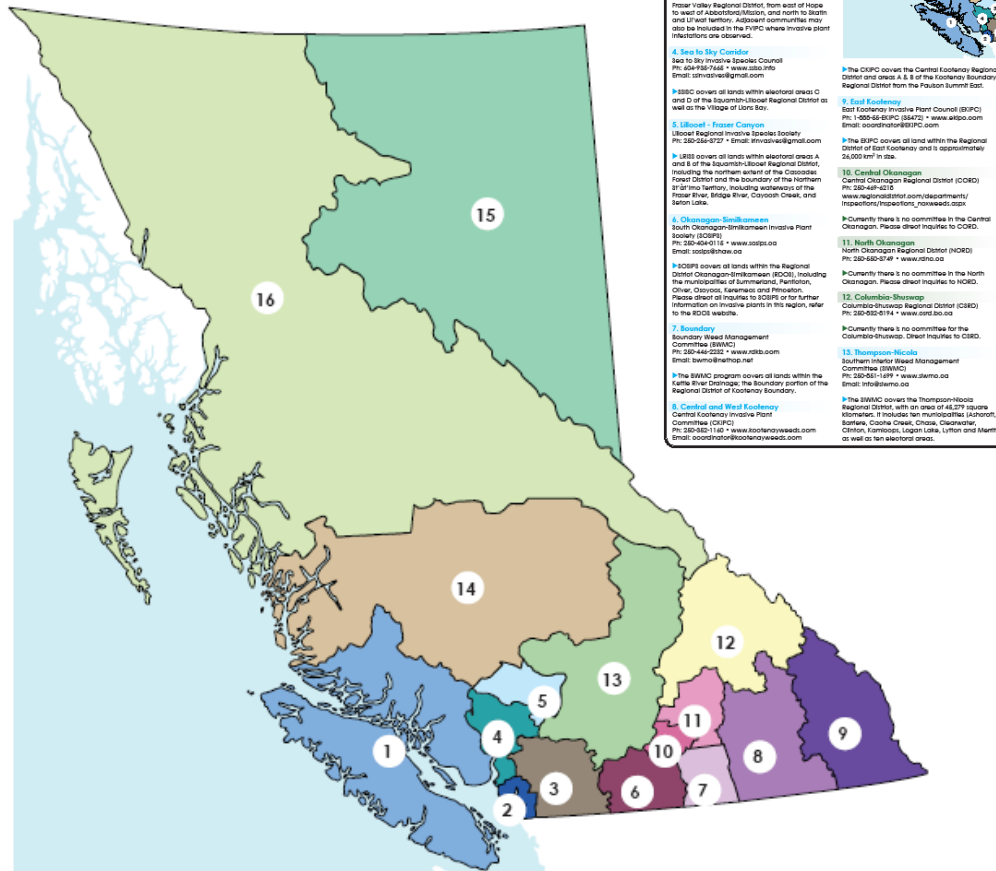 Fraser Valley Regional District, from east of Hope
to west of Abbotsford/Mission, and north to Skatin
and Lil'wat territory. Adjacent communities may
also be included in the FVIPC where invasive plant
infestations are observed.
4. Sea to Sky Corridor
Sea to Sky Invasive Species Council
Ph: 604-935-7665 • www.ssisc.info
Email: ssinvasives@gmail.com
▶SSISC covers all lands within electoral areas C
and D of the Squamish-Lillooet Regional District as
well as the Village of Lions Bay.
5. Lillooet - Fraser Canyon
Lillooet Regional Invasive Species Society
Ph: 250-256-8727 • Email: lrinvasives@gmail.com
▶ LRISS covers all lands within electoral areas A
and B of the Squamish-Lillooet Regional District,
including the northern extent of the Cascades
Forest District and the boundary of the Northern
Territory, including waterways of the
Fraser River, Bridge River, Cayoosh Creek, and
Seton Lake.
6. Okanagan-Similkameen
South Okanagan-Similkameen Invasive Plant
Society (SOSIPS)
Ph: 250-404-0115 • www.sosips.ca
Email: sosips@shaw.ca
▶SOSIPS covers all lands within the Regional
District Okanagan-Similkameen (RDOS), including
the municipalities of Summerland, Penticton,
Oliver, Osoyoos, Keremeos and Princeton.
Please direct all inquiries to SOSIPS or for further
information on invasive plants in this region, refer
to the RDOS website.
7. Boundary
Boundary Weed Management
Committee (BWMC)
Ph: 250-446-2232 • www.rdkb.com
Email: bwmc@nethop.net
▶The BWMC program covers all lands within the
Kettle River Drainage; the Boundary portion of the
Regional District of Kootenay Boundary.
8. Central and West Kootenay
Central Kootenay Invasive Plant
Committee (CKIPC)
Ph: 250-352-1160 • www.kootenayweeds.com
Email: coordinator@kootenayweeds.com
▶The CKIPC covers the Central Kootenay Regional
District and areas A & B of the Kootenay Boundary
Regional District from the Paulson Summit East.
9. East Kootenay
East Kootenay Invasive Plant Council (EKIPC)
Ph: 1-888-55-EKIPC (35472) • www.ekipc.com
Email: coordinator@EKIPC.com
▶The EKIPC covers all land within the Regional
District of East Kootenay and is approximately
26,000 km² in size.
10. Central Okanagan
Central Okanagan Regional District (CORD)
Ph: 250-469-6218
www.regionaldistrict.com/departments/
inspections/inspections_noxweeds.aspx
▶Currently there is no committee in the Central
Okanagan. Please direct inquiries to CORD.
11. North Okanagan
North Okanagan Regional District (NORD)
Ph: 250-550-3749 • www.rdno.ca
▶Currently there is no committee in the North
Okanagan. Please direct inquiries to NORD.
12. Columbia-Shuswap
Columbia-Shuswap Regional District (CSRD)
Ph: 250-832-8194 • www.csrd.bc.ca
▶Currently there is no committee for the
Columbia-Shuswap. Direct inquiries to CSRD.
13. Thompson-Nicola
Southern Interior Weed Management
Committee (SIWMC)
Ph: 250-851-1699 • www.siwmc.ca
Email: info@siwmc.ca
▶The SIWMC covers the Thompson-Nicola
Regional District, with an area of 45,279 square
kilometers. It includes ten municipalities (Ashcroft,
Barriere, Cache Creek, Chase, Clearwater,
Clinton, Kamloops, Logan Lake, Lytton and Merritt
as well as ten electoral areas.
15
16
14
12
13
5
11
4
9
1
10
8
3
6
7
2